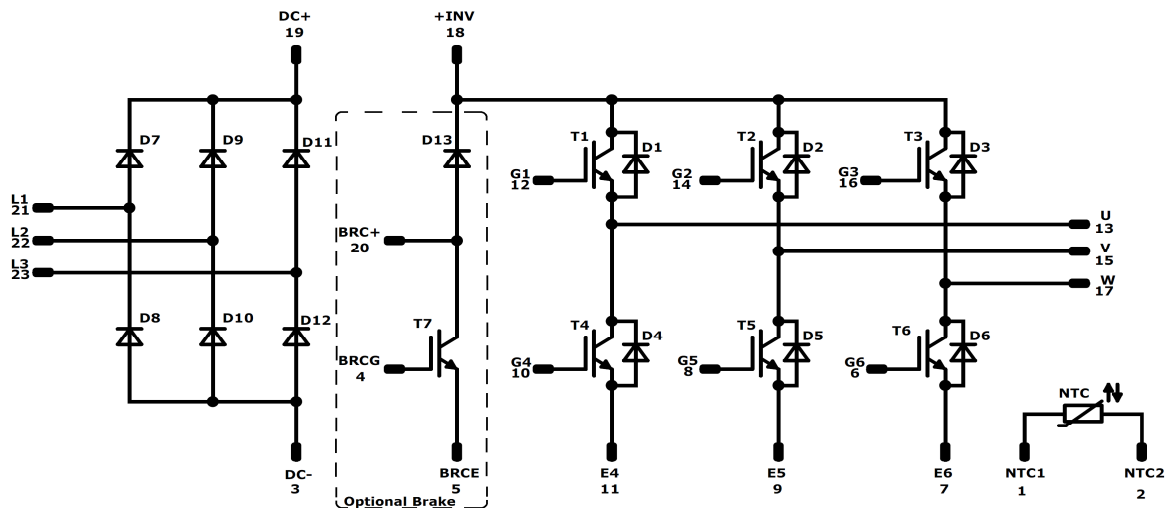 DC+
19
+INV
18
D7
D9
D11
D13
T1
D1
T2
D2
T3
D3
G1
12
G2
14
G3
16
L1
21
L2
22
L3
23
BRC+
20
U
13
V
15
W
17
D8
D10
D12
T7
BRCG
4
T4
D4
G4
10
T5
D5
G5
8
T6
D6
G6
6
NTC
DC-
3
BRCE
5
E4
11
E5
9
E6
7
NTC1
1
NTC2
2
Optional Brake